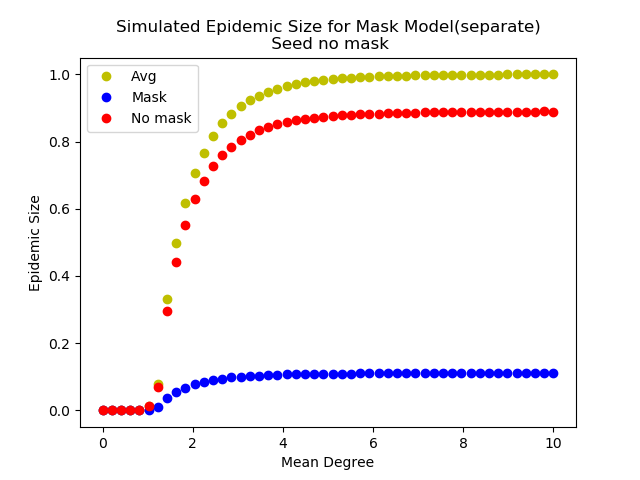 Simulated Epidemic Size for Mask Model(separate)
Seed no mask
Avg
Mask
No mask
1.0
0.8
0.6
0.4
0.2
0.0
Epidemic Size
0 2 4 6 8 10
Mean Degree